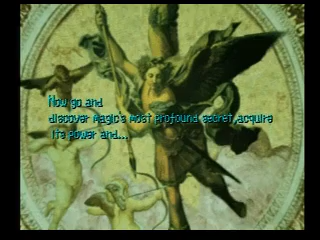 Now go and
discover magic's most profound secret,acquire
its power and...